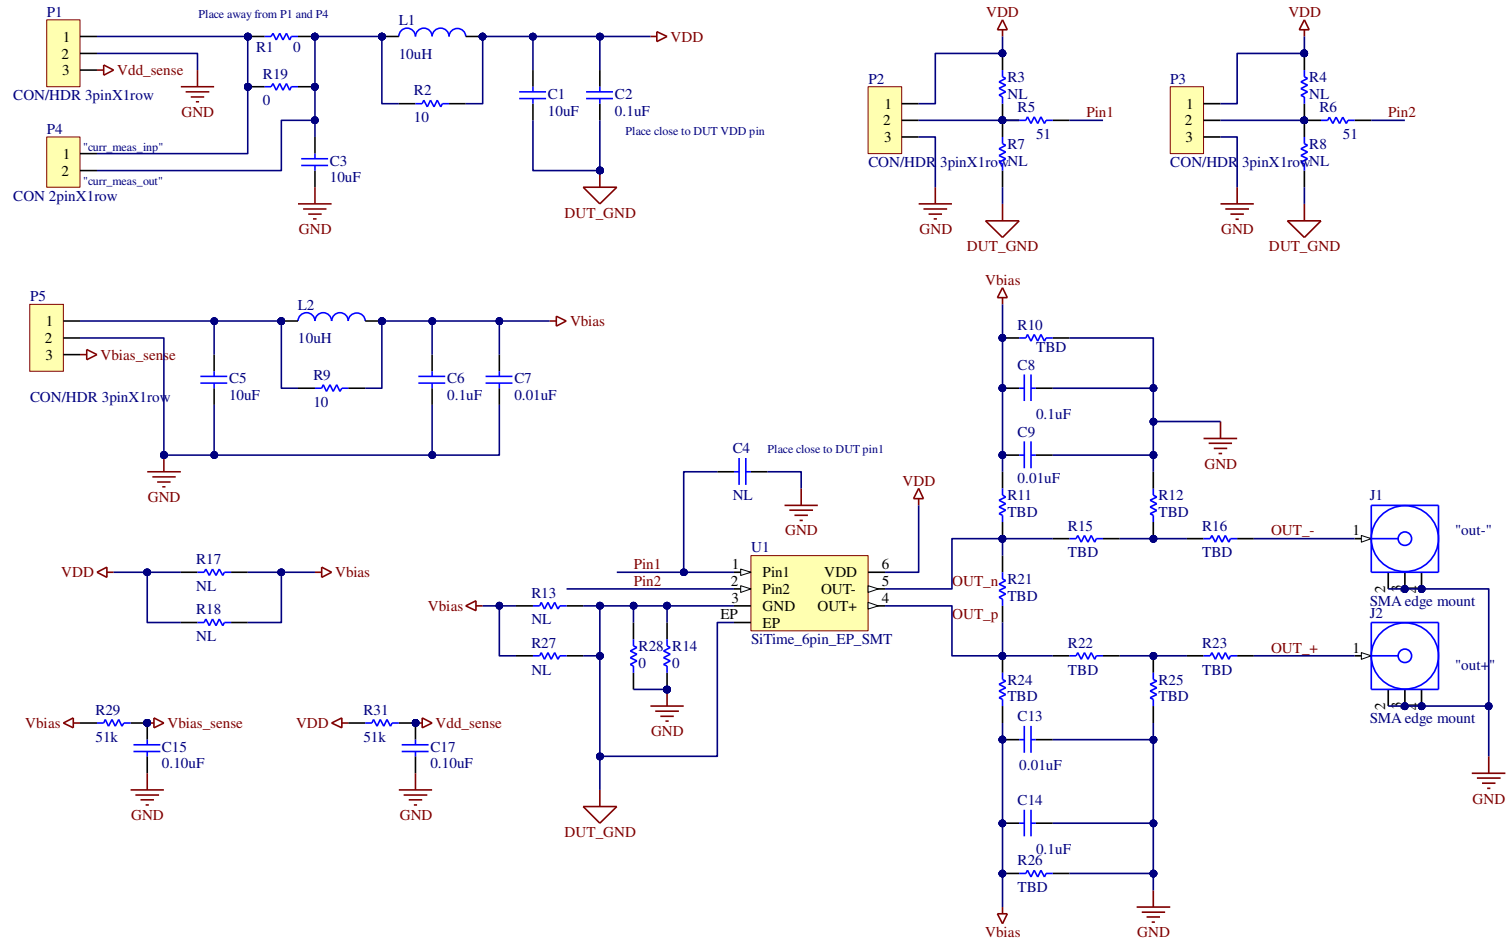 P1
1
2
3
Vdd_sense
CON/HDR 3pinX1row
GND
Place away from P1 and P4
R1 0
R19
0
P4
1
2
"curr_meas_inp"
"curr_meas_out"
CON 2pinX1row
C3
10uF
GND
L1
10uH
R2
10
C1
10uF
C2
0.1uF
VDD
Place close to DUT VDD pin
DUT_GND
VDD
P2
1
2
3
CON/HDR 3pinX1row
R3
NL
R5
51
Pin1
R7
NL
GND
DUT_GND
VDD
P3
1
2
3
CON/HDR 3pinX1row
R4
NL
R6
51
Pin2
R8
NL
GND
DUT_GND
P5
1
2
3
Vbias_sense
CON/HDR 3pinX1row
GND
C5
10uF
L2
10uH
R9
10
C6
0.1uF
C7
0.01uF
Vbias
VDD
R17
NL
R18
NL
Vbias
Vbias
R29
51k
Vbias_sense
C15
0.10uF
GND
VDD
R31
51k
Vdd_sense
C17
0.10uF
GND
C4
NL
Place close to DUT pin1
GND
Pin1
Pin2
Vbias
R13
NL
R27
NL
R28
0
R14
0
GND
DUT_GND
U1
1
2
3
EP
Pin1
Pin2
GND
EP
VDD
OUT-
OUT+
6
5
4
SiTime_6pin_EP_SMT
VDD
OUT_n
OUT_p
Vbias
R10
TBD
C8
0.1uF
C9
0.01uF
GND
R11
TBD
R12
TBD
R15
TBD
R16
TBD
OUT_-
R21
TBD
R22
TBD
R23
TBD
OUT_+
R24
TBD
R25
TBD
C13
0.01uF
C14
0.1uF
R26
TBD
Vbias
GND
J1
1
"out-"
2
SMA edge mount
J2
1
"out+"
2
SMA edge mount
GND